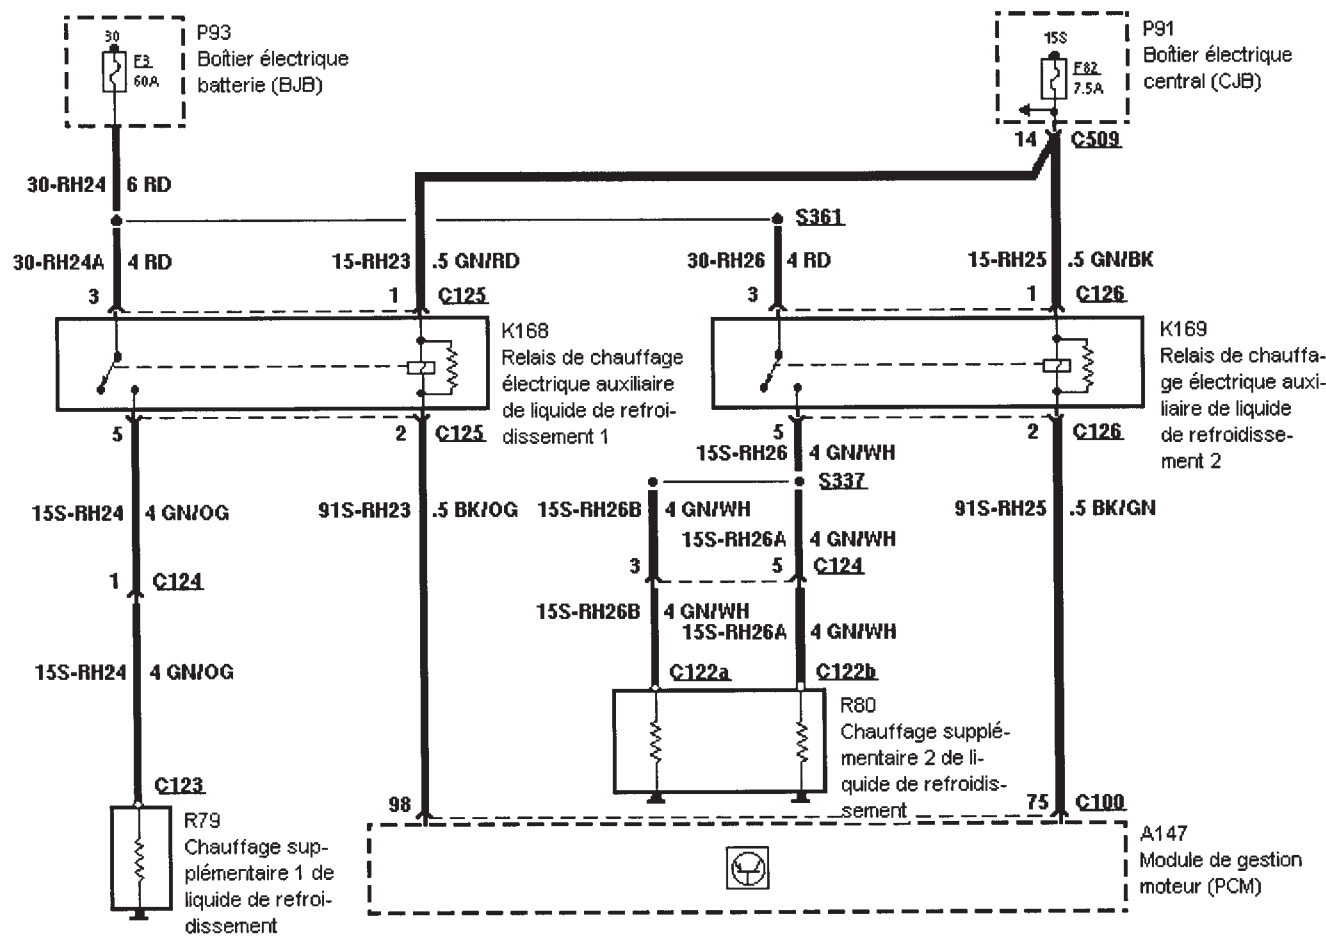 P93
Boîtier électrique
batterie (BJB)
30
F3
60A
P91
Boîtier électrique
central (CJB)
15S
F82
7.5A
14 C509
30-RH24 6 RD
S361
30-RH24A 4 RD
15-RH23 .5 GN/RD
30-RH26 4 RD
15-RH25 .5 GN/BK
3
1 C125
3
1 C126
K168
Relais de chauffage
électrique auxiliaire
de liquide de refroi-
dissement 1
K169
Relais de chauffa-
ge électrique auxi-
liaire de liquide
de refroidisse-
ment 2
5
2 C125
5
2 C126
15S-RH26 4 GN/WH
S337
15S-RH24 4 GN/OG
91S-RH23 .5 BK/OG
15S-RH26B 4 GN/WH
91S-RH25 .5 BK/GN
15S-RH26A 4 GN/WH
1 C124
3
5 C124
15S-RH26B 4 GN/WH
15S-RH26A 4 GN/WH
15S-RH24 4 GN/OG
C122a
C122b
R80
Chauffage supplé-
mentaire 2 de li-
quide de refroidis-
sement
C123
98
75 C100
R79
Chauffage sup-
plémentaire 1 de
liquide de refroi-
dissement
A147
Module de gestion
moteur (PCM)